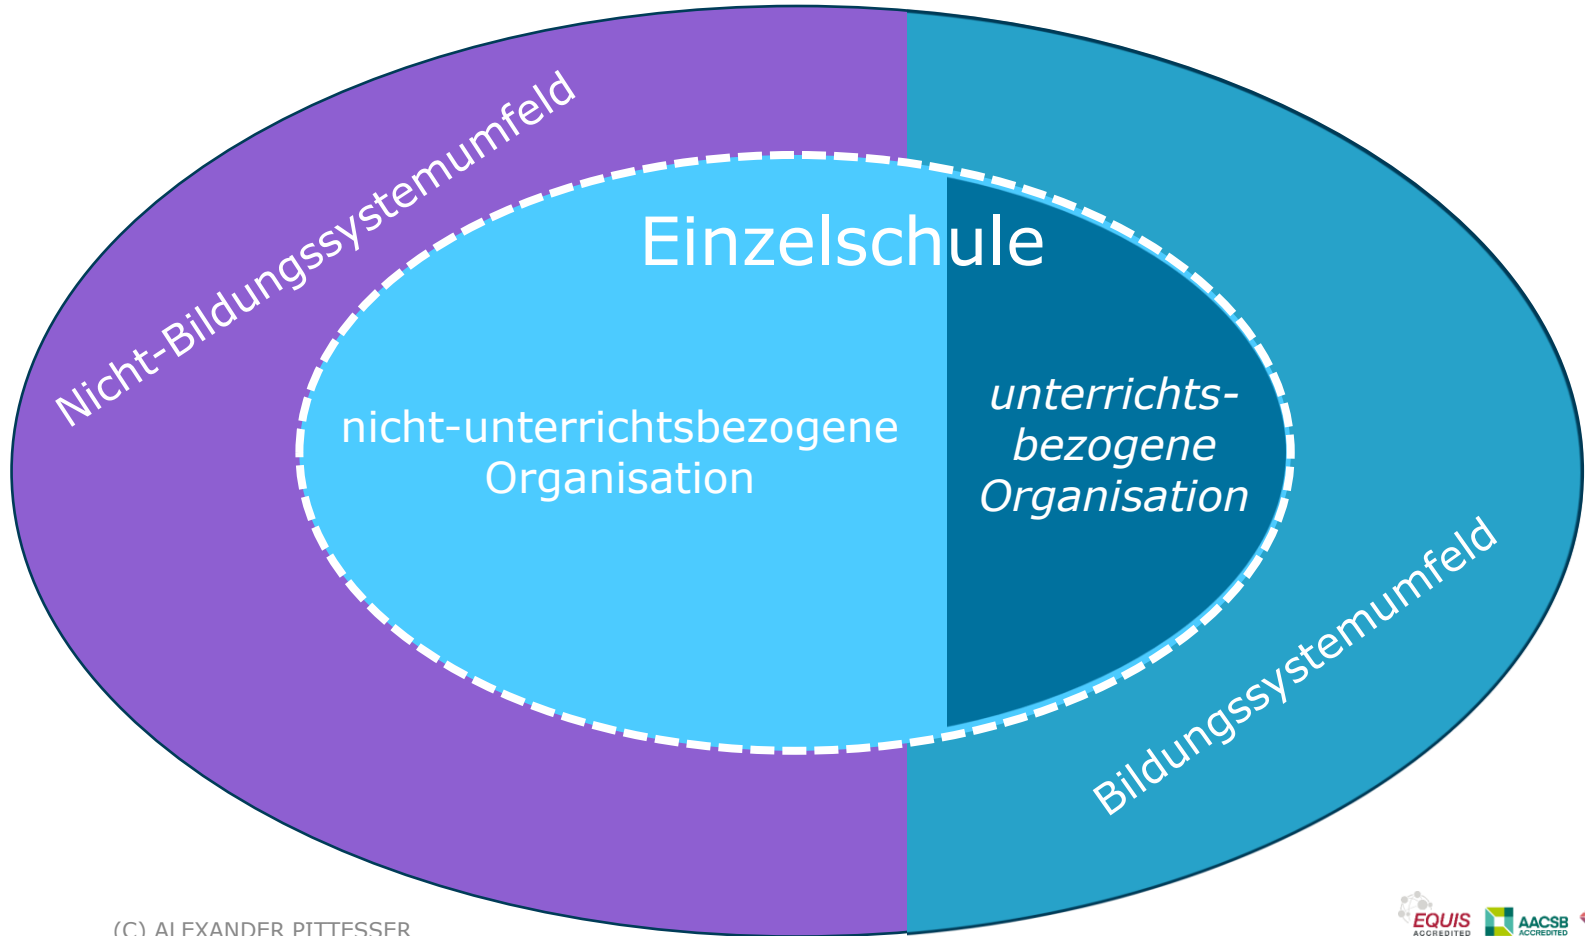 Nicht-Bildungssystemumfeld
Einzelschule
nicht-unterrichtsbezogene
Organisation
unterrichts-
bezogene
Organisation
Bildungssystemumfeld
(C) ALEXANDER PITTESSER
EQUIS
ACCREDITED
AACSB
ACCREDITED